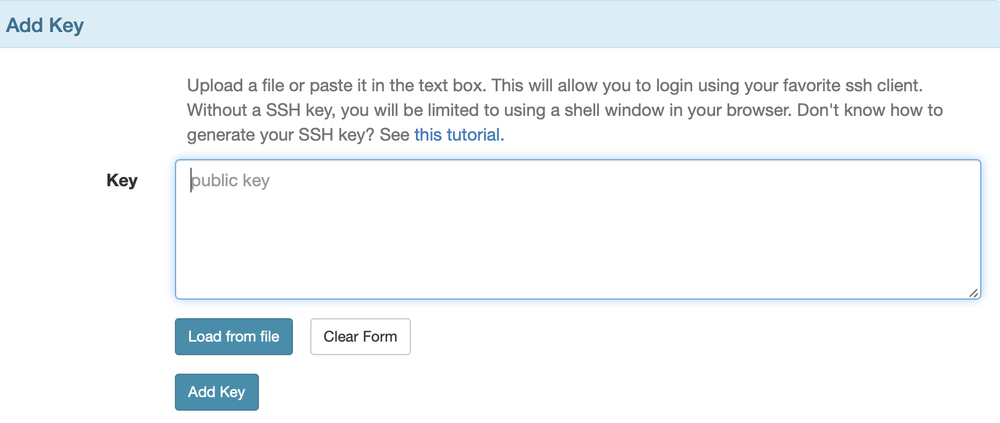 Add Key
Upload a file or paste it in the text box. This will allow you to login using your favorite ssh client.
Without a SSH key, you will be limited to using a shell window in your browser. Don't know how to
generate your SSH key? See this tutorial.
Key
public key
Load from file
Clear Form
Add Key